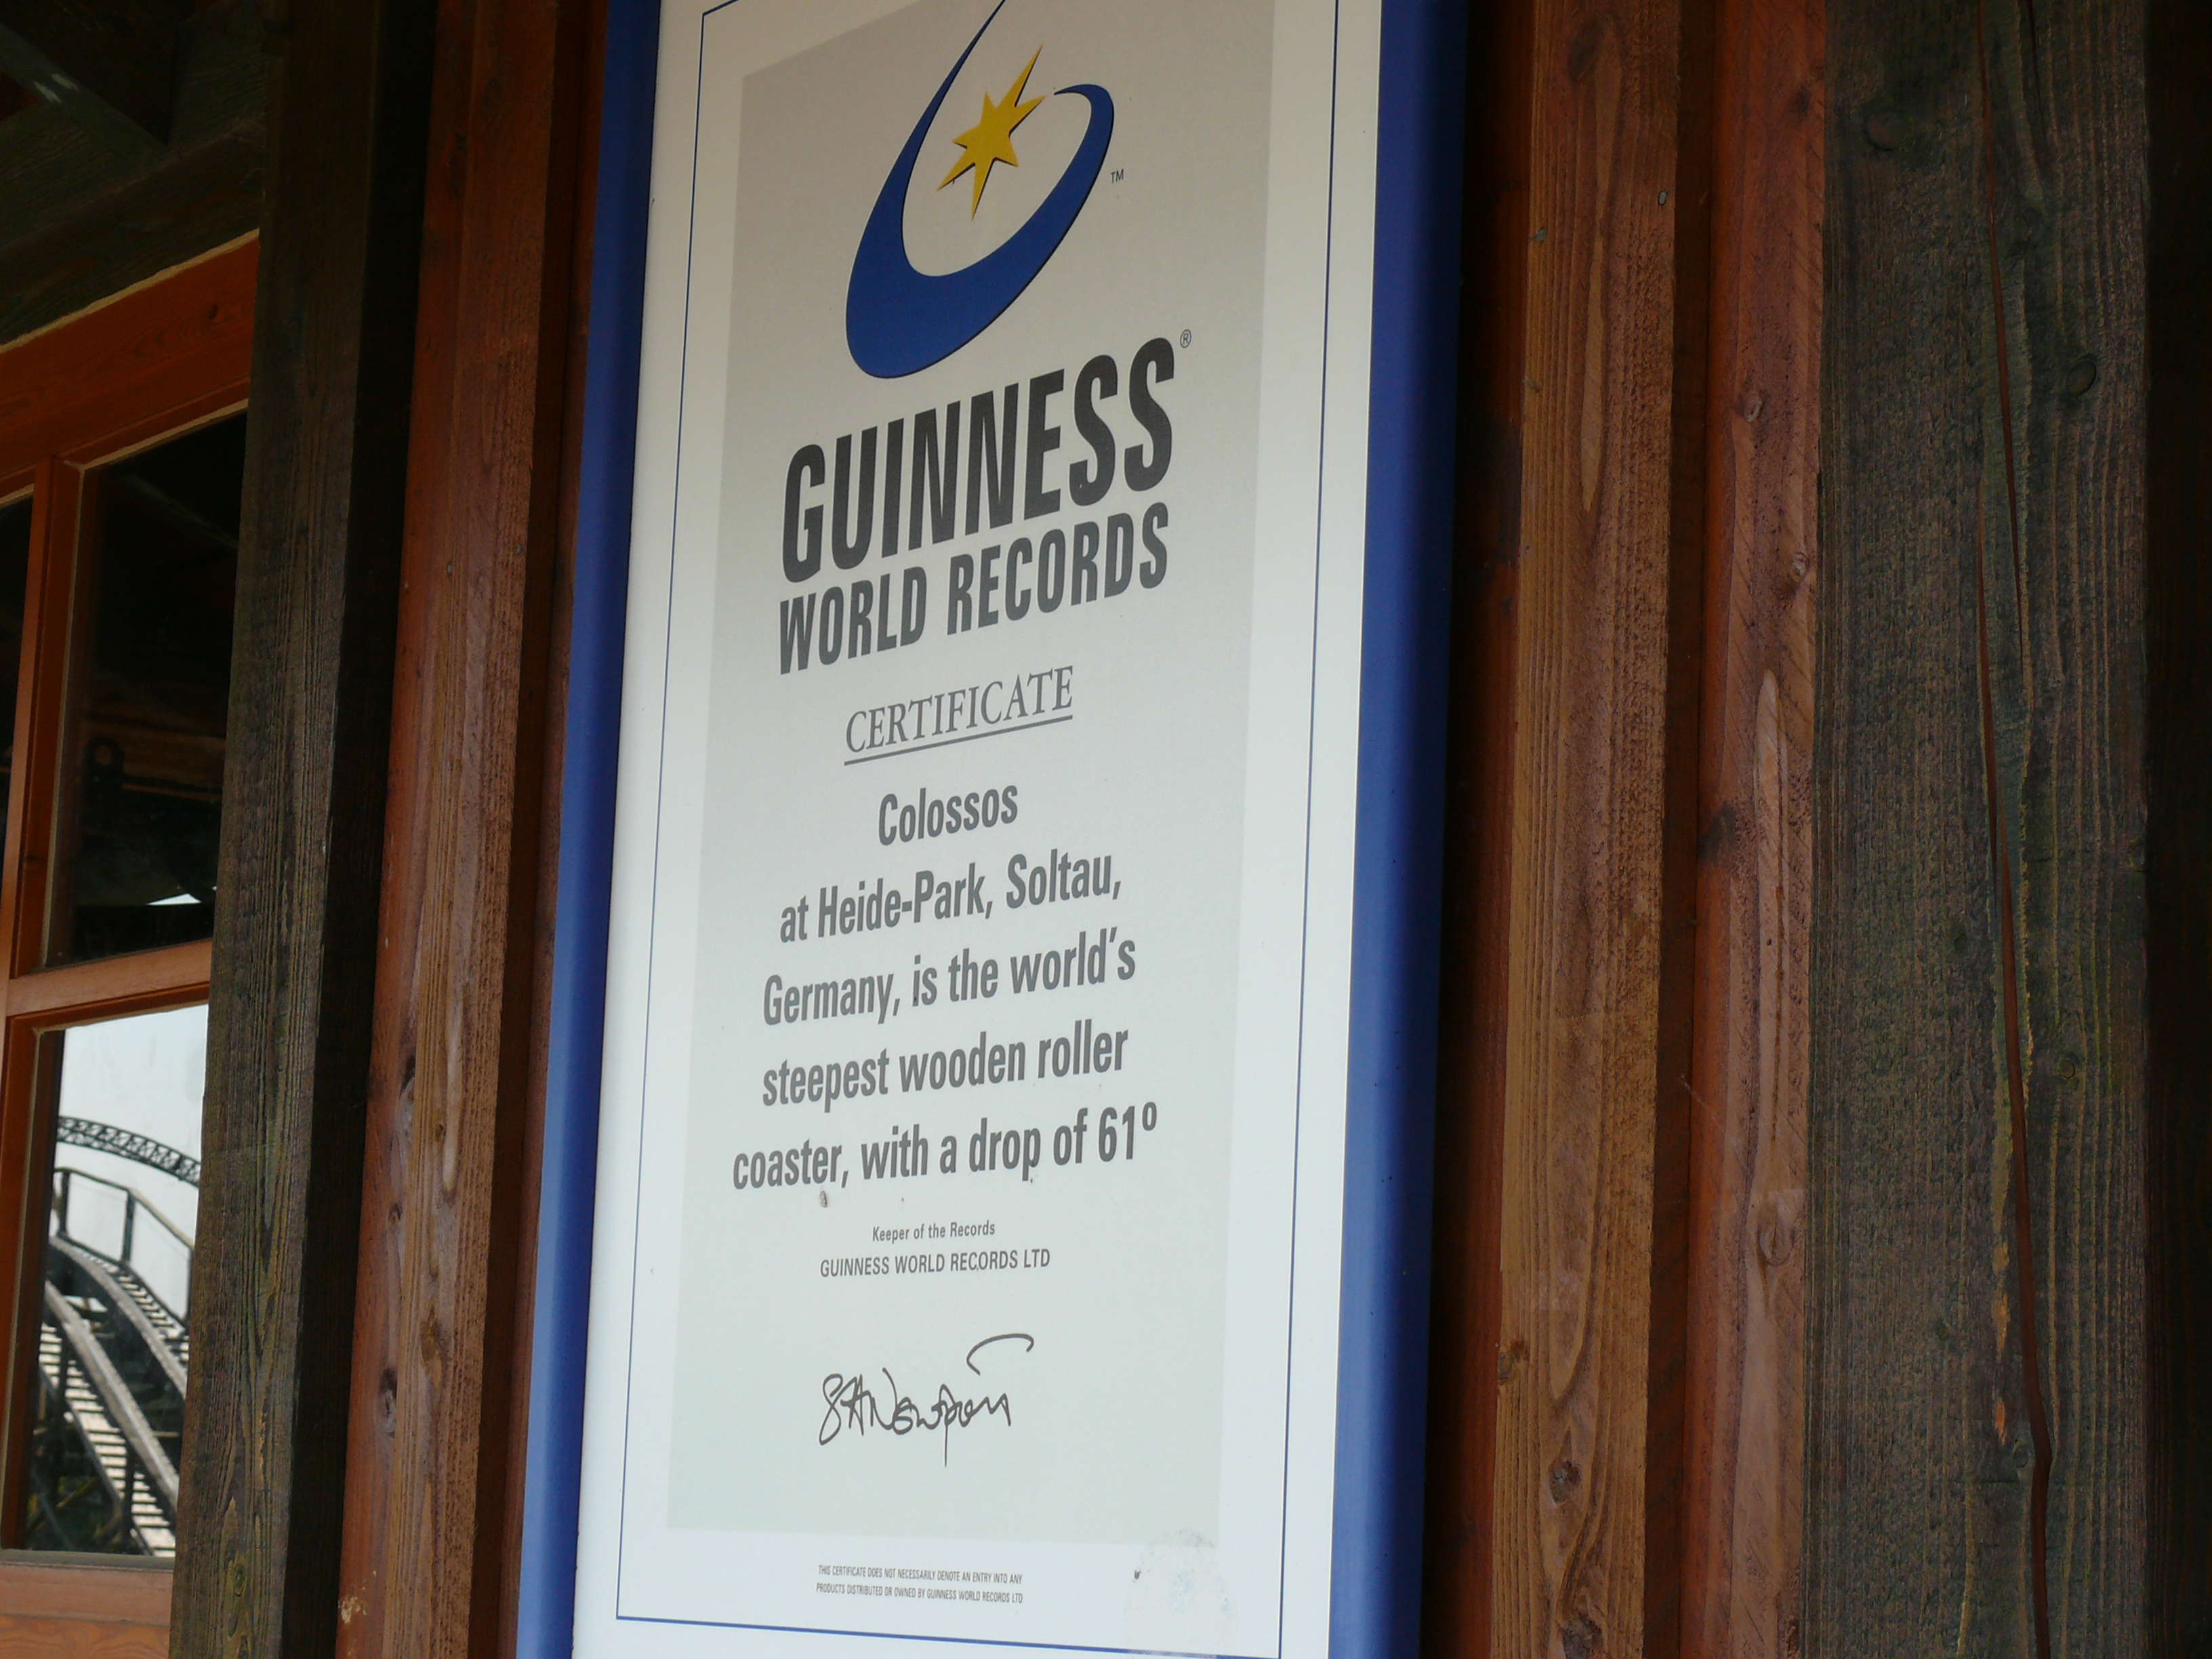 TM
GUINNESS®
WORLD RECORDS
CERTIFICATE
Colossos
at Heide-Park, Soltau,
Germany, is the world's
steepest wooden roller
coaster, with a drop of 61º
Keeper of the Records
GUINNESS WORLD RECORDS LTD
THIS CERTIFICATE DOES NOT NECESSARILY DENOTE AN ENTRY INTO ANY
PRODUCTS DISTRIBUTED OR OWNED BY GUINNESS WORLD RECORDS LTD